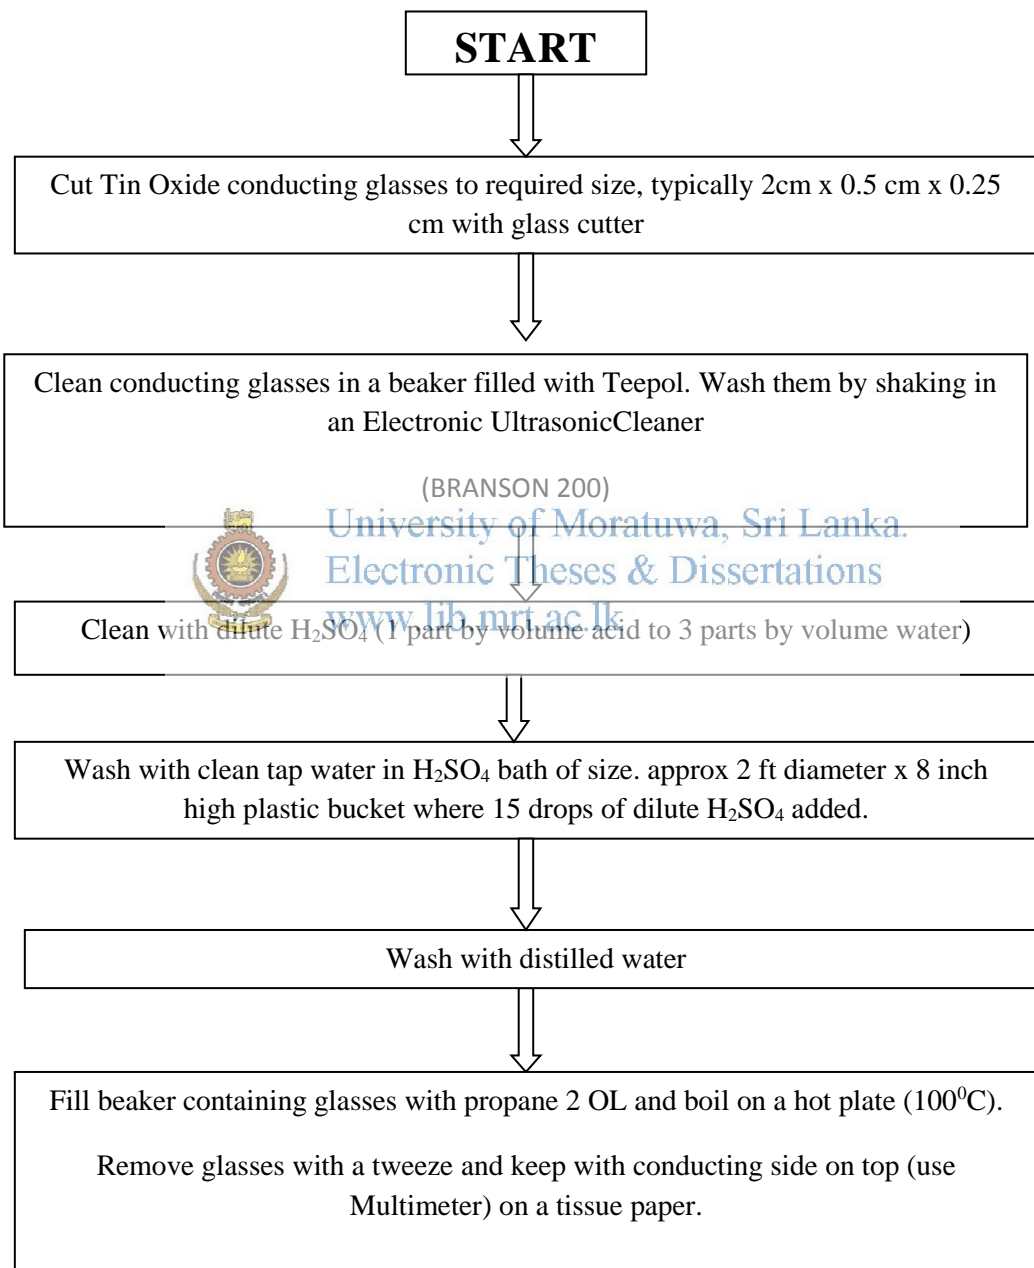 START
Cut Tin Oxide conducting glasses to required size, typically 2cm x 0.5 cm x 0.25
cm with glass cutter
Clean conducting glasses in a beaker filled with Teepol. Wash them by shaking in
an Electronic UltrasonicCleaner
(BRANSON 200)
University of Moratuwa, Sri Lanka.
Electronic Theses & Dissertations
www.lib.mrt.ac.lk
Clean with dilute H₂SO₄ (1 part by volume acid to 3 parts by volume water)
Wash with clean tap water in H₂SO₄ bath of size. approx 2 ft diameter x 8 inch
high plastic bucket where 15 drops of dilute H₂SO₄ added.
Wash with distilled water
Fill beaker containing glasses with propane 2 OL and boil on a hot plate (100⁰C).
Remove glasses with a tweeze and keep with conducting side on top (use
Multimeter) on a tissue paper.